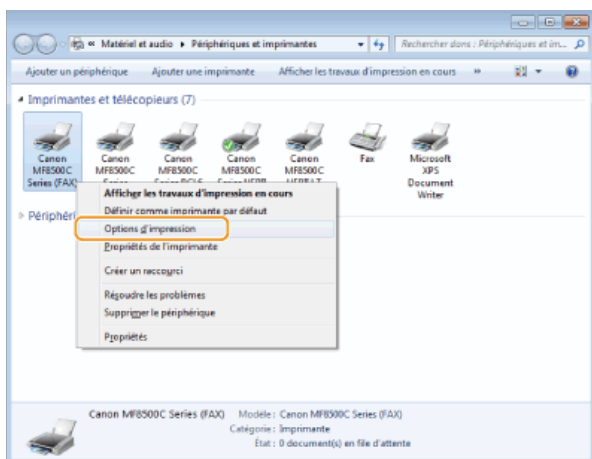 « Matériel et audio ▸ Périphériques et imprimantes
Rechercher dans : Périphériques et im...
Ajouter un périphérique Ajouter une imprimante Afficher les travaux d'impression en cours »
Imprimantes et télécopieurs (7)
Canon MF8500C Series (FAX)
Canon MF8500C
Canon MF8500C
Canon MF8500C
Canon MF8500C
Fax
Microsoft XPS Document Writer
Afficher les travaux d'impression en cours
Définir comme imprimante par défaut
Périphéri
Options d'impression
Propriétés de l'imprimante
Créer un raccourci
Résoudre les problèmes
Supprimer le périphérique
Propriétés
Canon MF8500C Series (FAX) Modèle : Canon MF8500C Series (FAX)
Catégorie : Imprimante
État : 0 document(s) en file d'attente